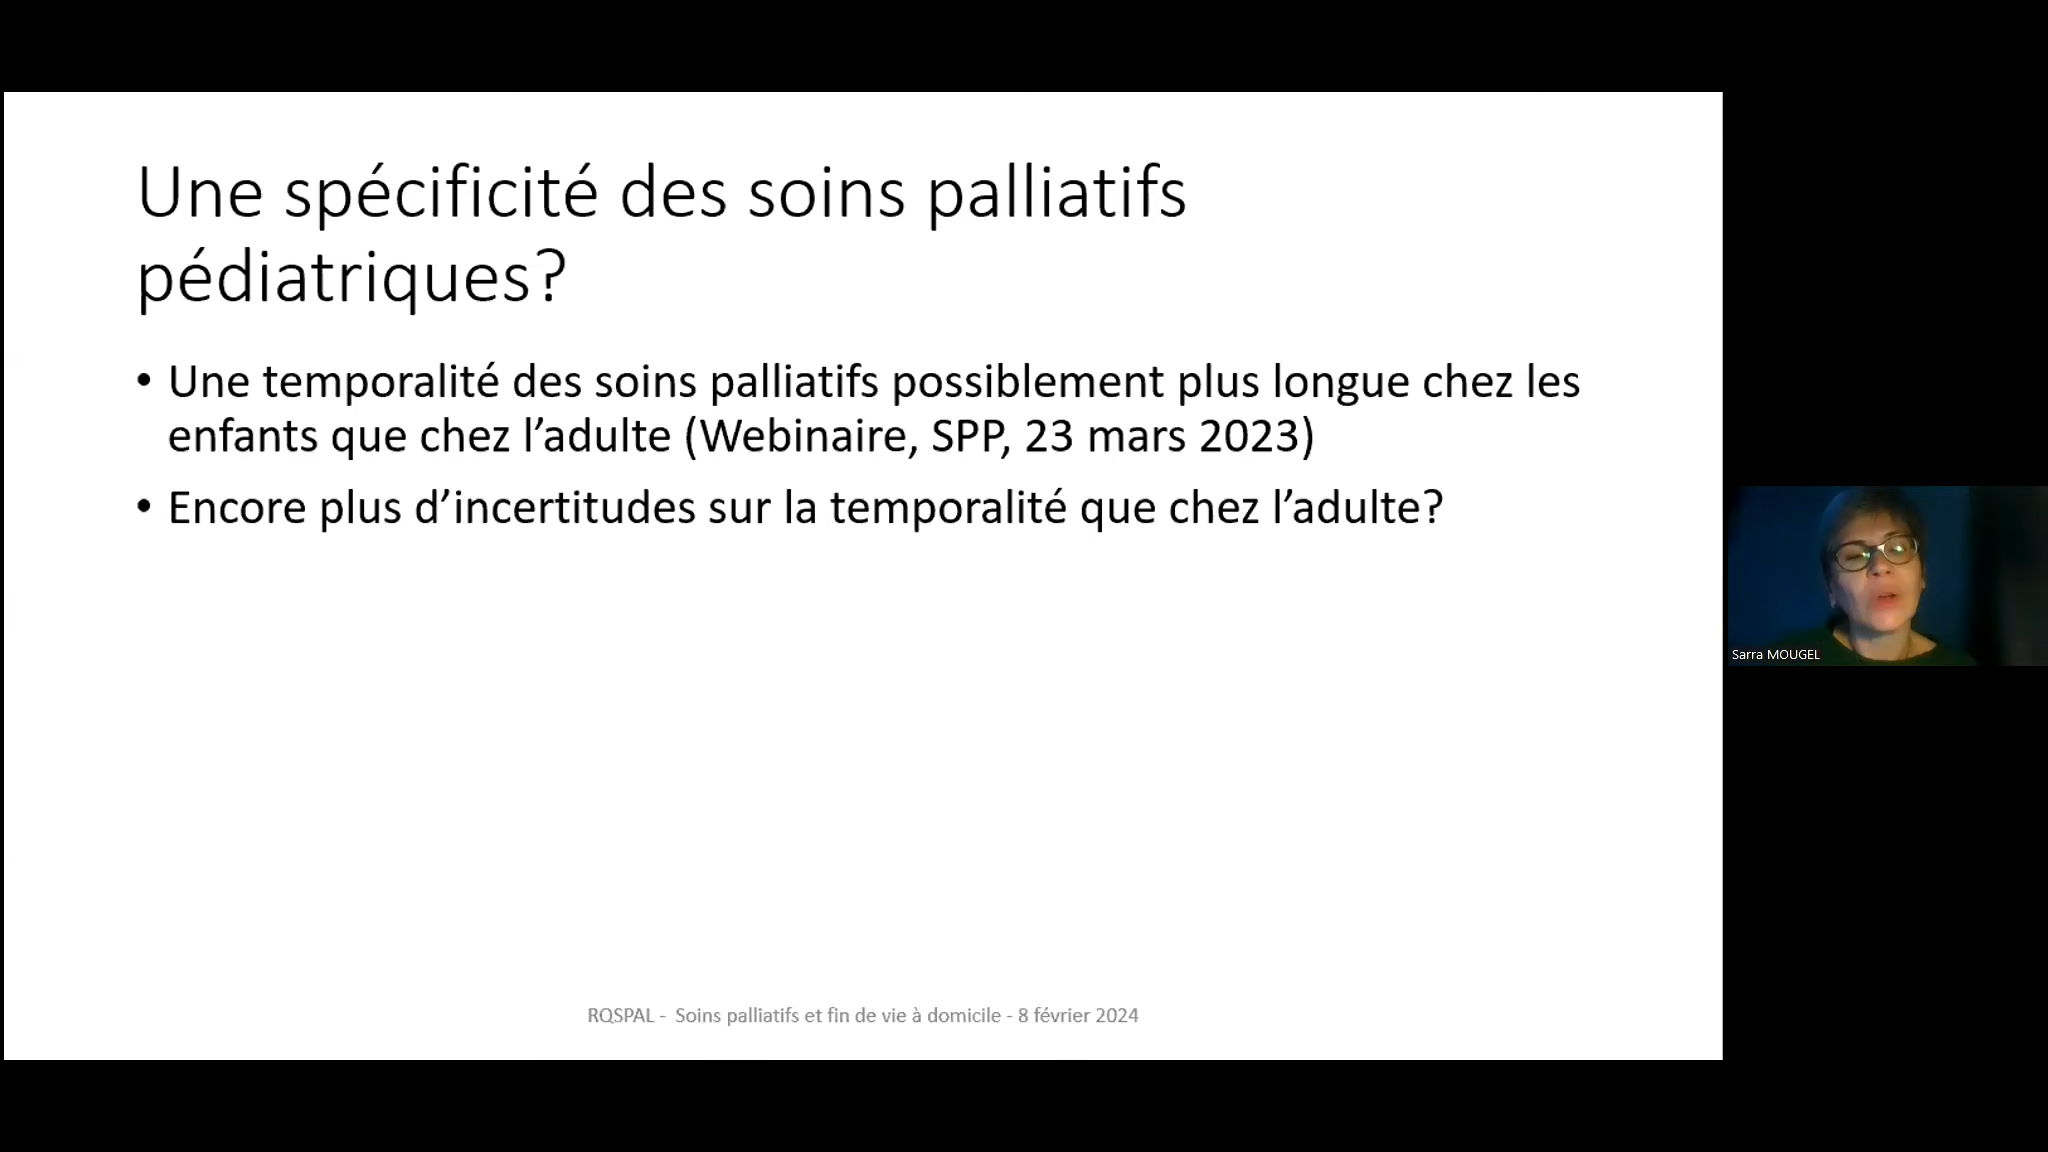 Une spécificité des soins palliatifs
pédiatriques?
• Une temporalité des soins palliatifs possiblement plus longue chez les
enfants que chez l’adulte (Webinaire, SPP, 23 mars 2023)
• Encore plus d’incertitudes sur la temporalité que chez l’adulte?
Sarra MOUGEL
RQSPAL - Soins palliatifs et fin de vie à domicile - 8 février 2024